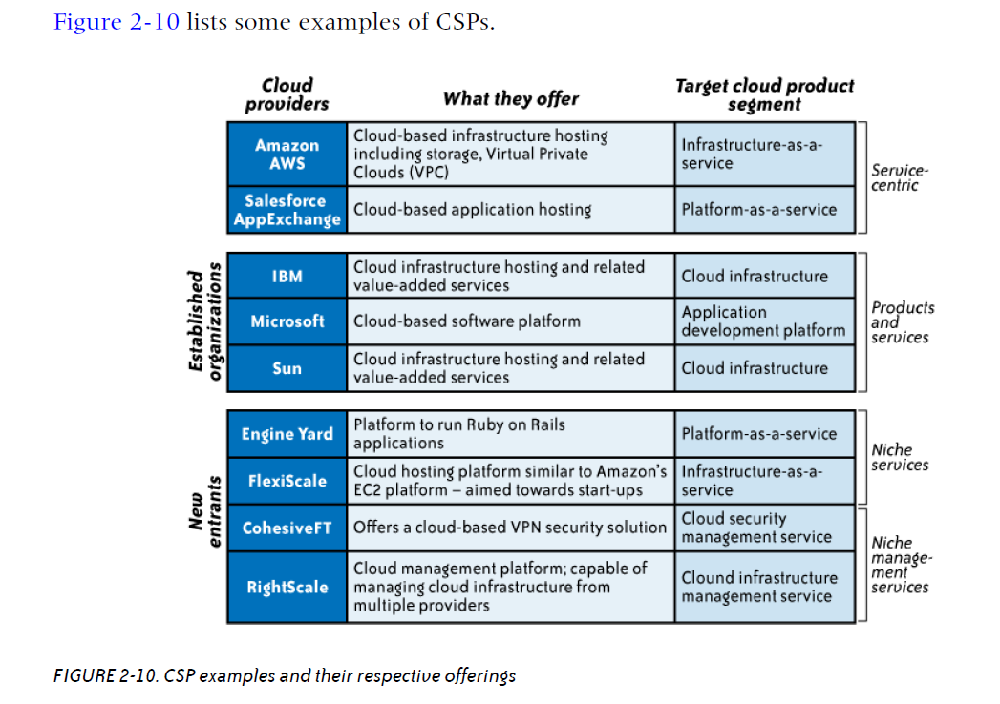 Figure 2-10 lists some examples of CSPs.
Cloud
providers
What they offer
Target cloud product
segment
Amazon
AWS
Cloud-based infrastructure hosting
including storage, Virtual Private
Clouds (VPC)
Infrastructure-as-a-
service
Salesforce
AppExchange
Cloud-based application hosting
Platform-as-a-service
Service-
centric
Established
organizations
IBM
Cloud infrastructure hosting and related
value-added services
Cloud infrastructure
Microsoft
Cloud-based software platform
Application
development platform
Sun
Cloud infrastructure hosting and related
value-added services
Cloud infrastructure
Products
and
services
New
entrants
Engine Yard
Platform to run Ruby on Rails
applications
Platform-as-a-service
FlexiScale
Cloud hosting platform similar to Amazon's
EC2 platform – aimed towards start-ups
Infrastructure-as-a-
service
Niche
services
CohesiveFT
Offers a cloud-based VPN security solution
Cloud security
management service
RightScale
Cloud management platform; capable of
managing cloud infrastructure from
multiple providers
Clound infrastructure
management service
Niche
manage-
ment
services
FIGURE 2-10. CSP examples and their respective offerings